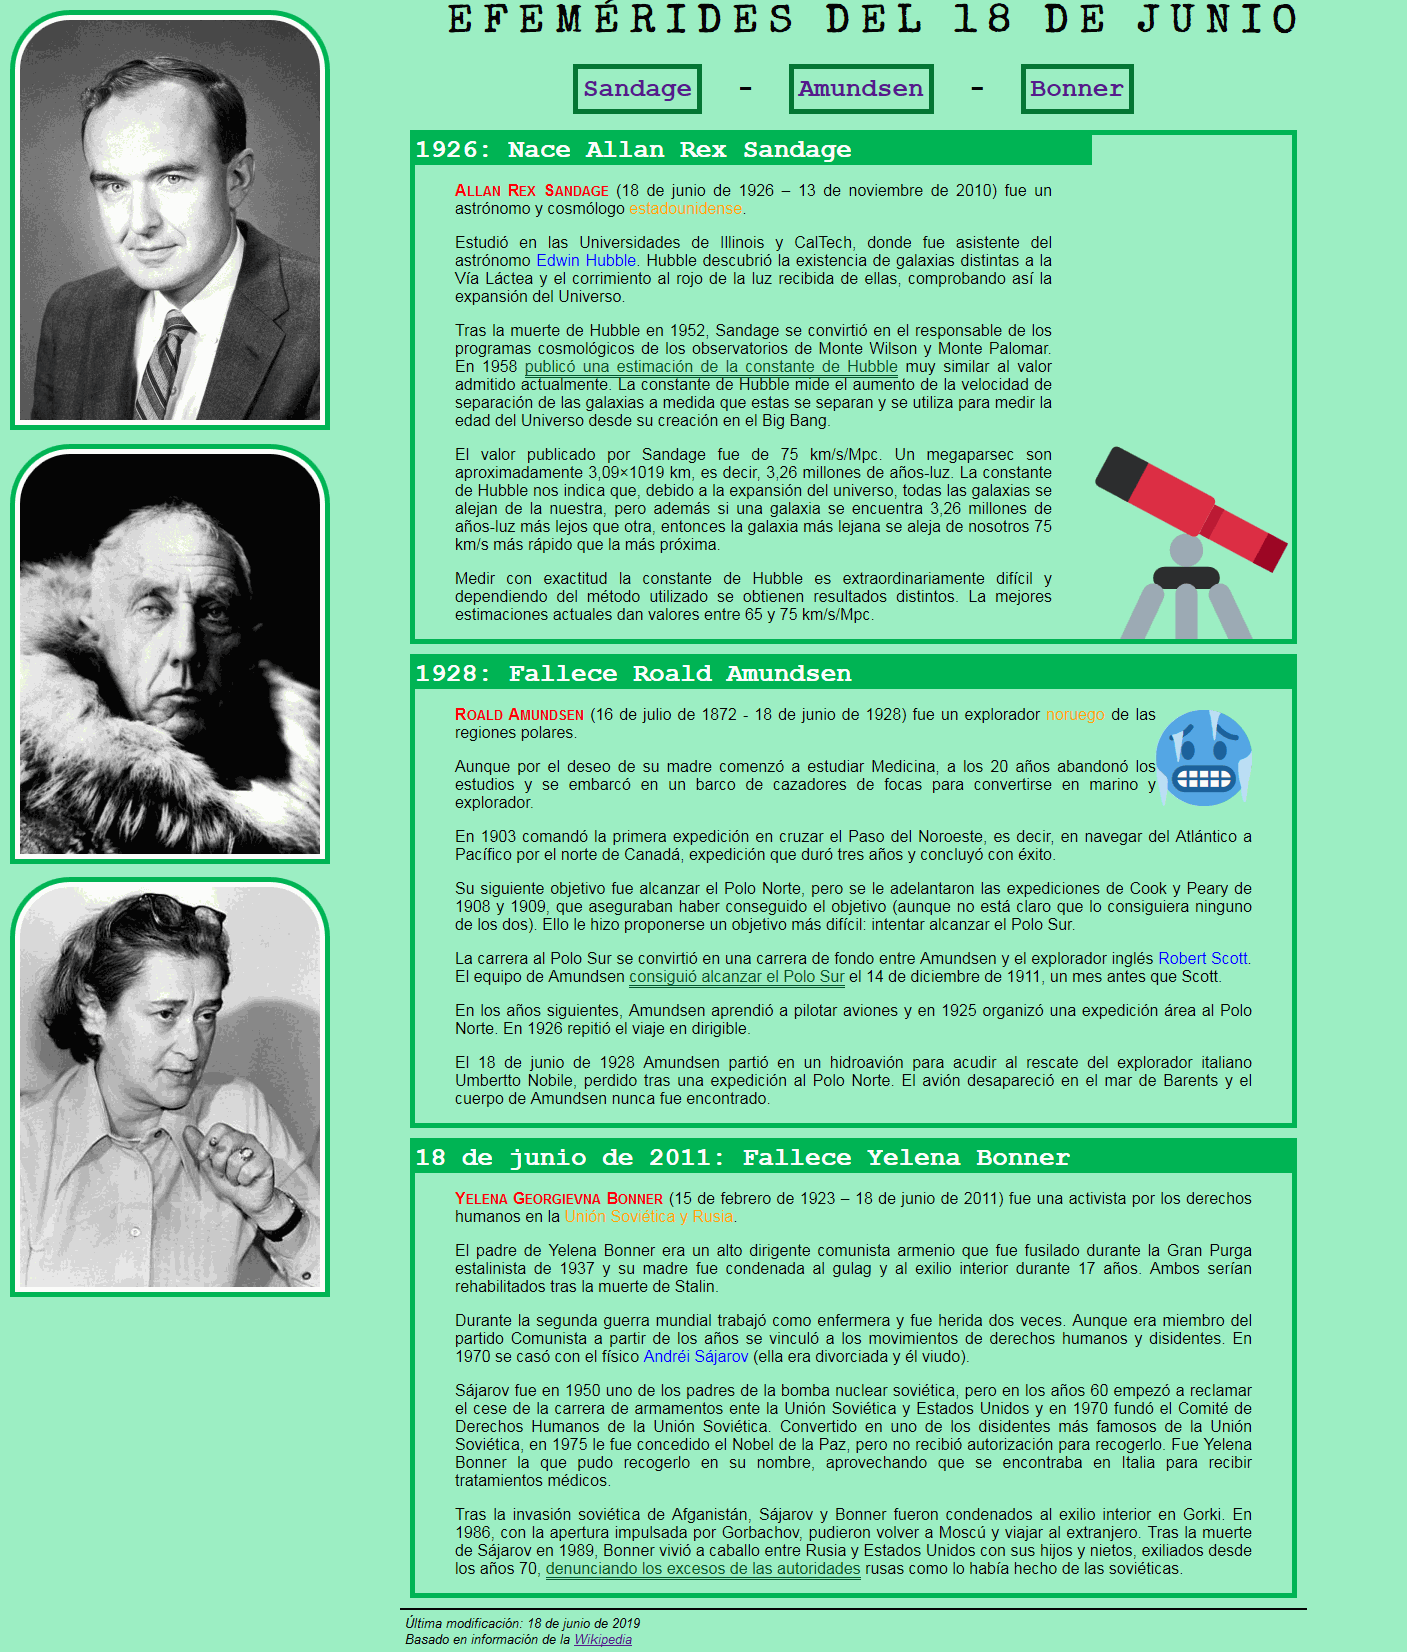 EFEMÉRIDES DEL 18 DE JUNIO
Sandage - Amundsen - Bonner
1926: Nace Allan Rex Sandage
ALLAN REX SANDAGE (18 de junio de 1926 – 13 de noviembre de 2010) fue un
astrónomo y cosmólogo estadounidense.
Estudió en las Universidades de Illinois y CalTech, donde fue asistente del
astrónomo Edwin Hubble. Hubble descubrió la existencia de galaxias distintas a la
Vía Láctea y el corrimiento al rojo de la luz recibida de ellas, comprobando así la
expansión del Universo.
Tras la muerte de Hubble en 1952, Sandage se convirtió en el responsable de los
programas cosmológicos de los observatorios de Monte Wilson y Monte Palomar.
En 1958 publicó una estimación de la constante de Hubble muy similar al valor
admitido actualmente. La constante de Hubble mide el aumento de la velocidad de
separación de las galaxias a medida que estas se separan y se utiliza para medir la
edad del Universo desde su creación en el Big Bang.
El valor publicado por Sandage fue de 75 km/s/Mpc. Un megaparsec son
aproximadamente 3,09×1019 km, es decir, 3,26 millones de años-luz. La constante
de Hubble nos indica que, debido a la expansión del universo, todas las galaxias se
alejan de la nuestra, pero además si una galaxia se encuentra 3,26 millones de
años-luz más lejos que otra, entonces la galaxia más lejana se aleja de nosotros 75
km/s más rápido que la más próxima.
Medir con exactitud la constante de Hubble es extraordinariamente difícil y
dependiendo del método utilizado se obtienen resultados distintos. La mejores
estimaciones actuales dan valores entre 65 y 75 km/s/Mpc.
1928: Fallece Roald Amundsen
ROALD AMUNDSEN (16 de julio de 1872 - 18 de junio de 1928) fue un explorador noruego de las
regiones polares.
Aunque por el deseo de su madre comenzó a estudiar Medicina, a los 20 años abandonó los
estudios y se embarcó en un barco de cazadores de focas para convertirse en marino y
explorador.
En 1903 comandó la primera expedición en cruzar el Paso del Noroeste, es decir, en navegar del Atlántico a
Pacífico por el norte de Canadá, expedición que duró tres años y concluyó con éxito.
Su siguiente objetivo fue alcanzar el Polo Norte, pero se le adelantaron las expediciones de Cook y Peary de
1908 y 1909, que aseguraban haber conseguido el objetivo (aunque no está claro que lo consiguiera ninguno
de los dos). Ello le hizo proponerse un objetivo más difícil: intentar alcanzar el Polo Sur.
La carrera al Polo Sur se convirtió en una carrera de fondo entre Amundsen y el explorador inglés Robert Scott.
El equipo de Amundsen consiguió alcanzar el Polo Sur el 14 de diciembre de 1911, un mes antes que Scott.
En los años siguientes, Amundsen aprendió a pilotar aviones y en 1925 organizó una expedición área al Polo
Norte. En 1926 repitió el viaje en dirigible.
El 18 de junio de 1928 Amundsen partió en un hidroavión para acudir al rescate del explorador italiano
Umbertto Nobile, perdido tras una expedición al Polo Norte. El avión desapareció en el mar de Barents y el
cuerpo de Amundsen nunca fue encontrado.
18 de junio de 2011: Fallece Yelena Bonner
YELENA GEORGIEVNA BONNER (15 de febrero de 1923 – 18 de junio de 2011) fue una activista por los derechos
humanos en la Unión Soviética y Rusia.
El padre de Yelena Bonner era un alto dirigente comunista armenio que fue fusilado durante la Gran Purga
estalinista de 1937 y su madre fue condenada al gulag y al exilio interior durante 17 años. Ambos serían
rehabilitados tras la muerte de Stalin.
Durante la segunda guerra mundial trabajó como enfermera y fue herida dos veces. Aunque era miembro del
partido Comunista a partir de los años se vinculó a los movimientos de derechos humanos y disidentes. En
1970 se casó con el físico Andréi Sájarov (ella era divorciada y él viudo).
Sájarov fue en 1950 uno de los padres de la bomba nuclear soviética, pero en los años 60 empezó a reclamar
el cese de la carrera de armamentos ente la Unión Soviética y Estados Unidos y en 1970 fundó el Comité de
Derechos Humanos de la Unión Soviética. Convertido en uno de los disidentes más famosos de la Unión
Soviética, en 1975 le fue concedido el Nobel de la Paz, pero no recibió autorización para recogerlo. Fue Yelena
Bonner la que pudo recogerlo en su nombre, aprovechando que se encontraba en Italia para recibir
tratamientos médicos.
Tras la invasión soviética de Afganistán, Sájarov y Bonner fueron condenados al exilio interior en Gorki. En
1986, con la apertura impulsada por Gorbachov, pudieron volver a Moscú y viajar al extranjero. Tras la muerte
de Sájarov en 1989, Bonner vivió a caballo entre Rusia y Estados Unidos con sus hijos y nietos, exiliados desde
los años 70, denunciando los excesos de las autoridades rusas como lo había hecho de las soviéticas.
Última modificación: 18 de junio de 2019
Basado en información de la Wikipedia